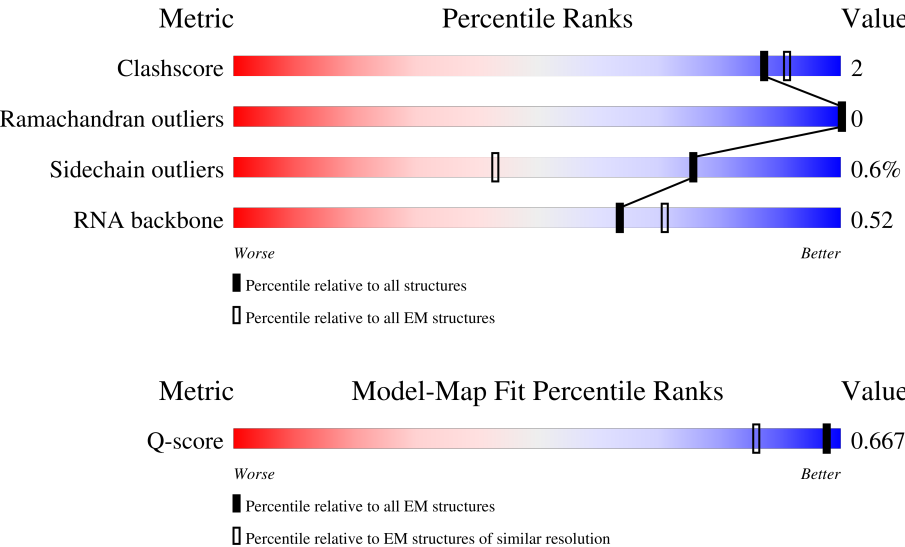 Metric Percentile Ranks Value
Clashscore 2
Ramachandran outliers 0
Sidechain outliers 0.6%
RNA backbone 0.52
Worse Better
Percentile relative to all structures
Percentile relative to all EM structures
Metric Model-Map Fit Percentile Ranks Value
Q-score 0.667
Worse Better
Percentile relative to all EM structures
Percentile relative to EM structures of similar resolution